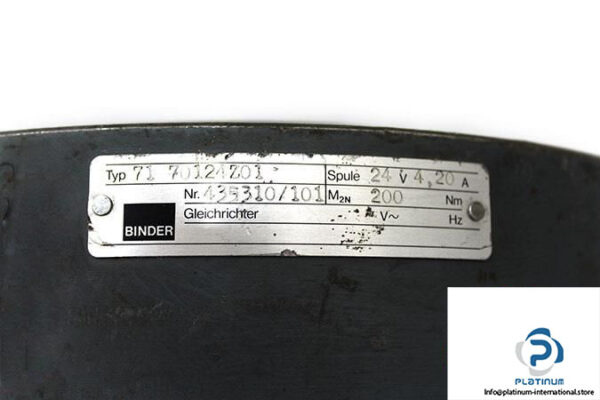 Typ 71 70124Z01 Spule 24 V 4,20 A
Nr. 435310/101 M2N 200 Nm
BINDER Gleichrichter V~ Hz
PLATINUM
Info@platinum-international.store